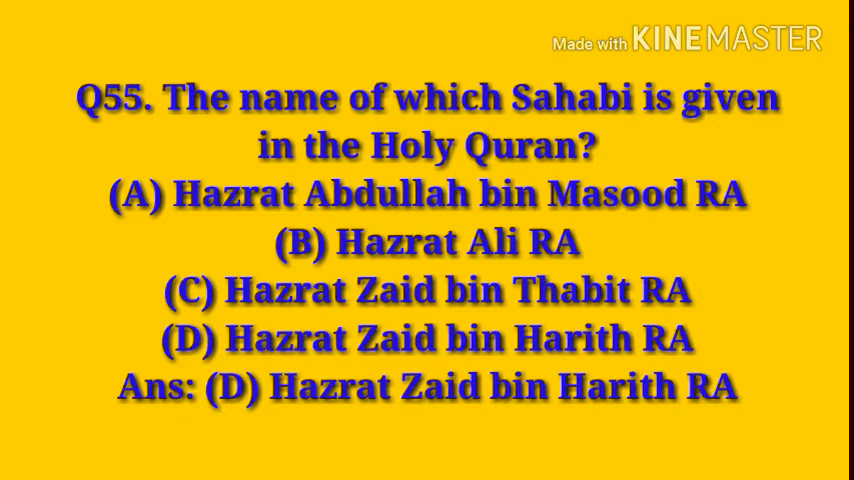 Made with KINEMASTER
Q55. The name of which Sahabi is given
in the Holy Quran?
(A) Hazrat Abdullah bin Masood RA
(B) Hazrat Ali RA
(C) Hazrat Zaid bin Thabit RA
(D) Hazrat Zaid bin Harith RA
Ans: (D) Hazrat Zaid bin Harith RA